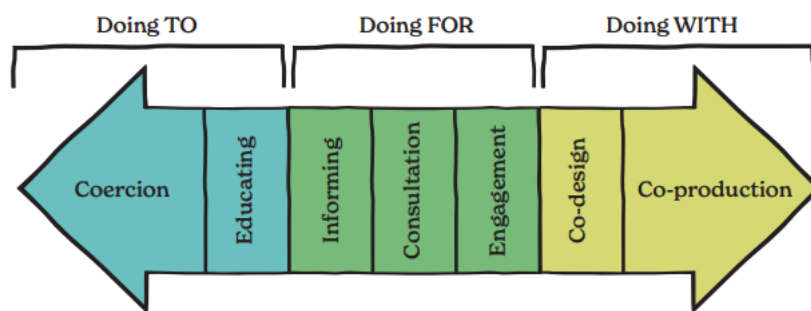 Doing TO
Doing FOR
Doing WITH
Coercion
Educating
Informing
Consultation
Engagement
Co-design
Co-production